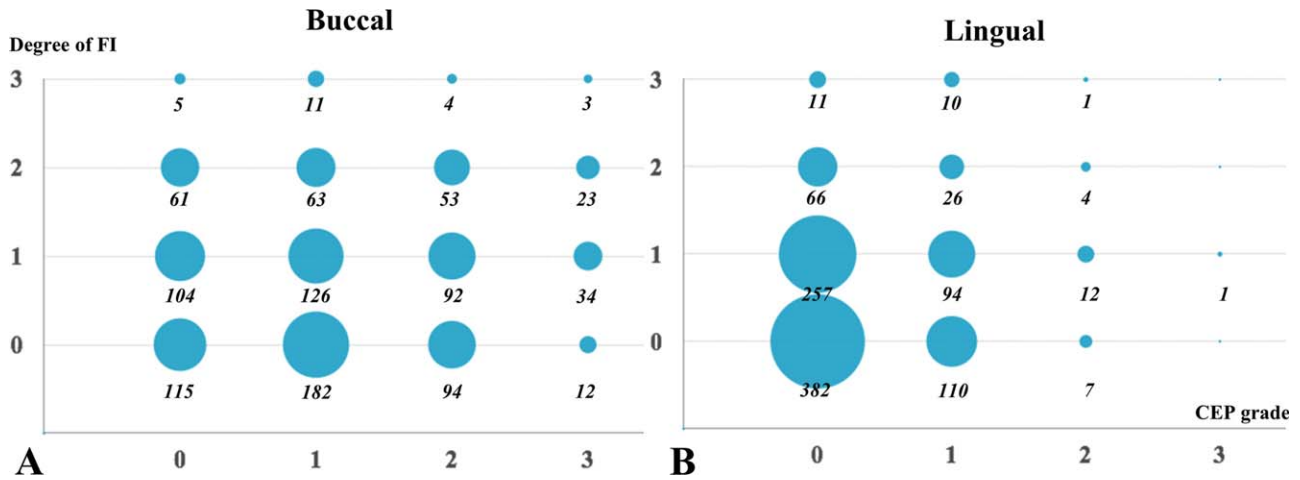 Buccal
Degree of FI
3
5 11 4 3
2
61 63 53 23
1
104 126 92 34
0
115 182 94 12
A
0 1 2 3
Lingual
3
11 10 1
2
66 26 4
1
257 94 12 1
0
382 110 7
CEP grade
B
0 1 2 3